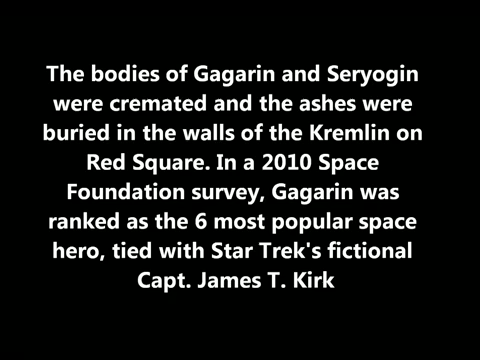 The bodies of Gagarin and Seryogin
were cremated and the ashes were
buried in the walls of the Kremlin on
Red Square. In a 2010 Space
Foundation survey, Gagarin was
ranked as the 6 most popular space
hero, tied with Star Trek's fictional
Capt. James T. Kirk